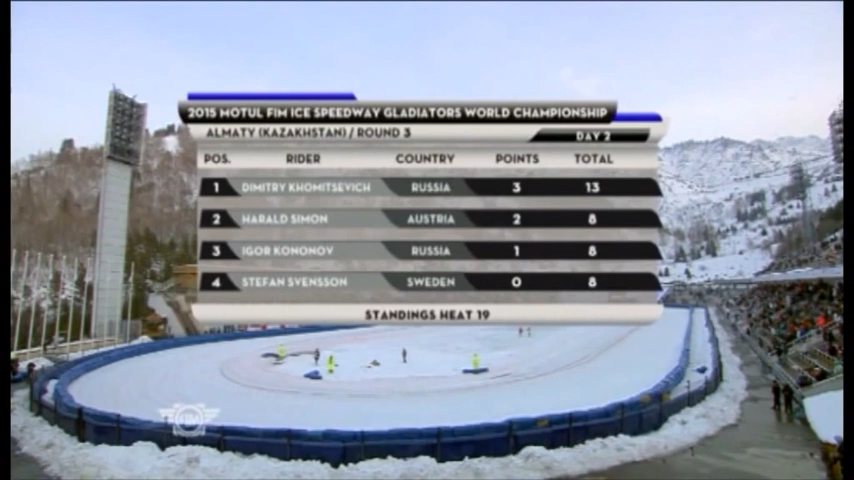 2015 MOTUL FIM ICE SPEEDWAY GLADIATORS WORLD CHAMPIONSHIP
ALMATY (KAZAKHSTAN) / ROUND 3 DAY 2
POS. RIDER COUNTRY POINTS TOTAL
1 DIMITRY KHOMITSEVICH RUSSIA 3 13
2 HARALD SIMON AUSTRIA 2 8
3 IGOR KONONOV RUSSIA 1 8
4 STEFAN SVENSSON SWEDEN 0 8
STANDINGS HEAT 19